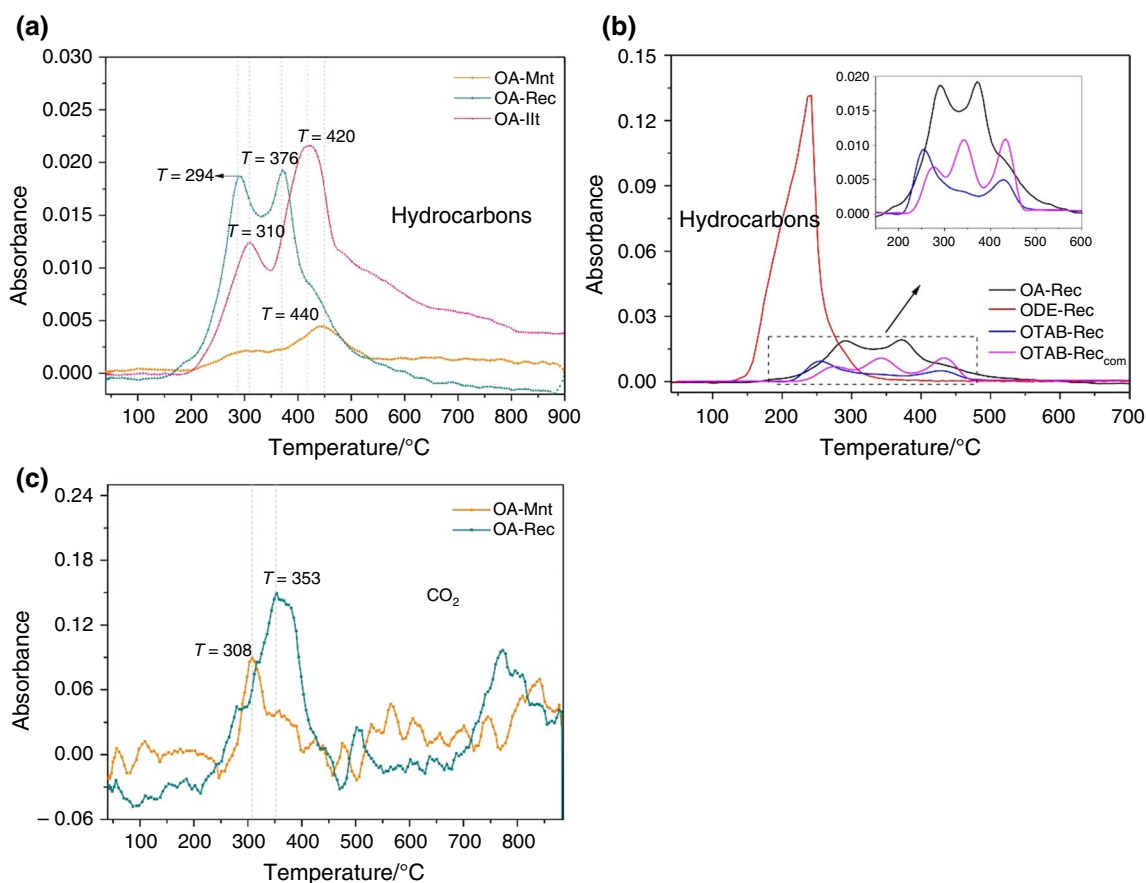 (a)
0.030
0.025
0.020
0.015
0.010
0.005
0.000
Absorbance
OA-Mnt
OA-Rec
OA-Ilt
T = 420
T = 376
T = 294
T = 310
T = 440
Hydrocarbons
100 200 300 400 500 600 700 800 900
Temperature/°C
(b)
0.15
0.12
0.09
0.06
0.03
0.00
Absorbance
Hydrocarbons
0.020
0.015
0.010
0.005
0.000
200 300 400 500 600
OA-Rec
ODE-Rec
OTAB-Rec
OTAB-Rec com
100 200 300 400 500 600 700
Temperature/°C
(c)
0.24
0.18
0.12
0.06
0.00
– 0.06
Absorbance
OA-Mnt
OA-Rec
T = 353
T = 308
CO2
100 200 300 400 500 600 700 800
Temperature/°C